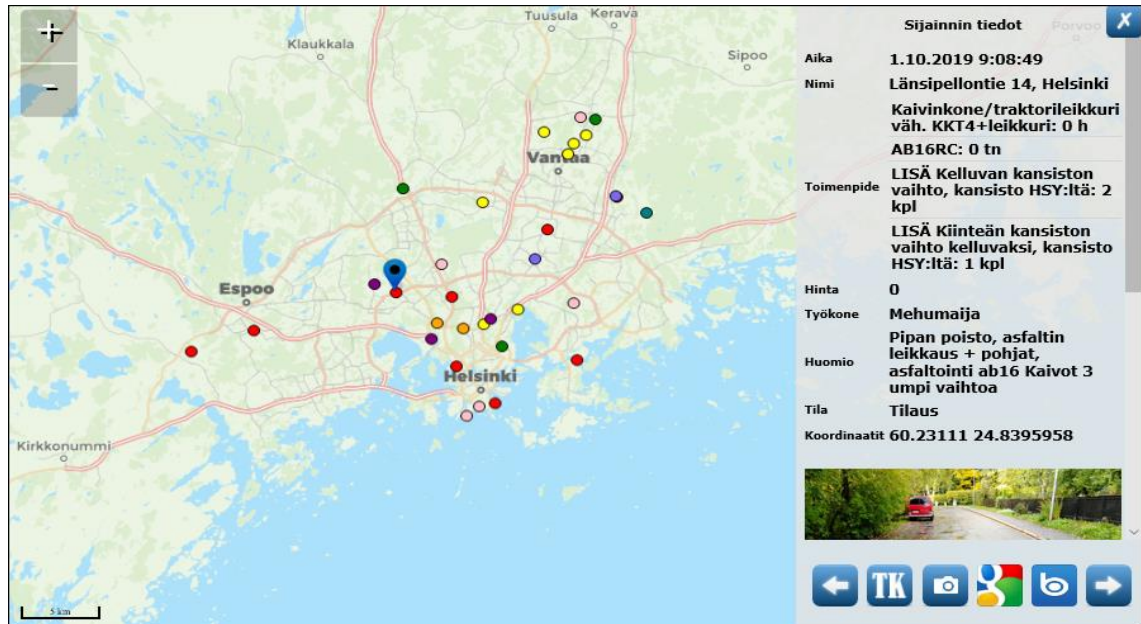 +
-
Tuusula
Kerava
Klaukkala
Sipoo
Porvoo
Vantaa
Espoo
Helsinki
Kirkkonummi
5 km
Sijainnin tiedot
X
Aika 1.10.2019 9:08:49
Nimi Länsipellontie 14, Helsinki
Toimenpide
Kaivinkone/traktorileikkuri
väh. KKT4+leikkuri: 0 h
AB16RC: 0 tn
LISÄ Kelluvan kansiston
vaihto, kansisto HSY:ltä: 2
kpl
LISÄ Kiinteän kansiston
vaihto kelluvaksi, kansisto
HSY:ltä: 1 kpl
Hinta 0
Työkone Mehumaija
Huomio
Pipan poisto, asfaltin
leikkaus + pohjat,
asfaltointi ab16 Kaivot 3
umpi vaihtoa
Tila Tilaus
Koordinaatit 60.23111 24.8395958
TK